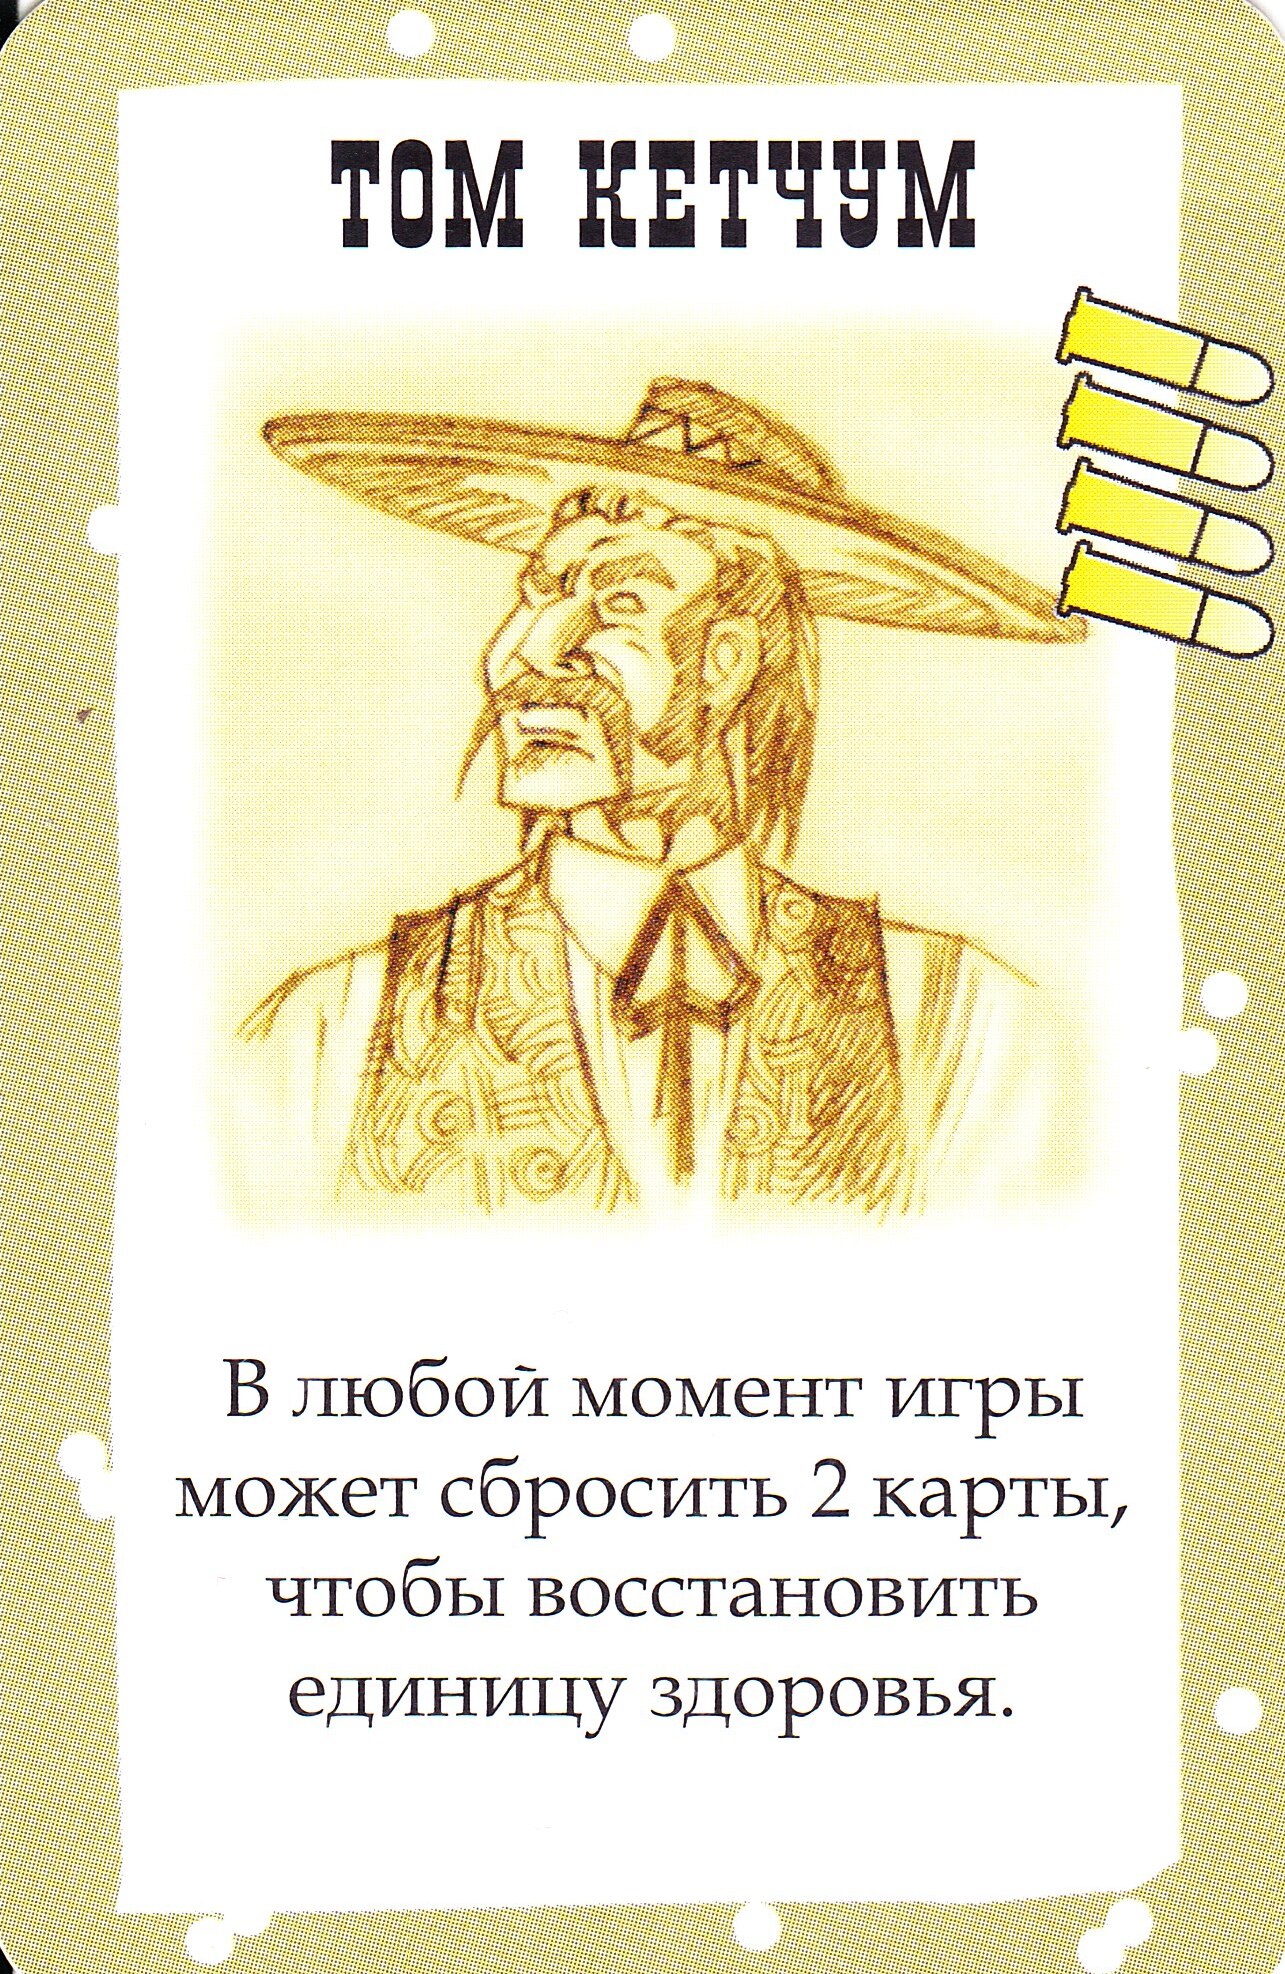 ТОМ КЕТЧУМ
В любой момент игры
может сбросить 2 карты,
чтобы восстановить
единицу здоровья.